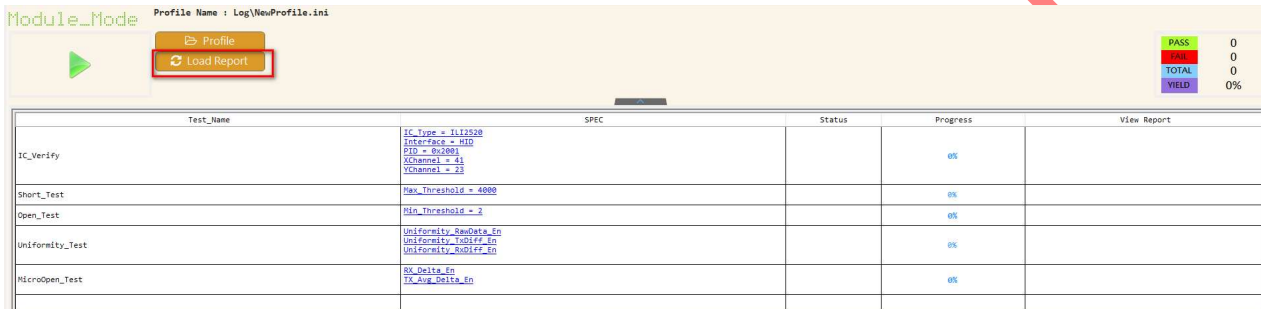 Module_Mode
Profile Name : Log\NewProfile.ini
Profile
Load Report
PASS 0
FAIL 0
TOTAL 0
YIELD 0%
Test_Name SPEC Status Progress View Report
IC_Verify
IC_Type = ILI2520
Interface = HID
PID = 0x2001
XChannel = 41
YChannel = 23
0%
Short_Test
Max_Threshold = 4000
0%
Open_Test
Min_Threshold = 2
0%
Uniformity_Test
Uniformity_RawData_En
Uniformity_TxDiff_En
Uniformity_RxDiff_En
0%
MicroOpen_Test
RX_Delta_En
TX_Avg_Delta_En
0%